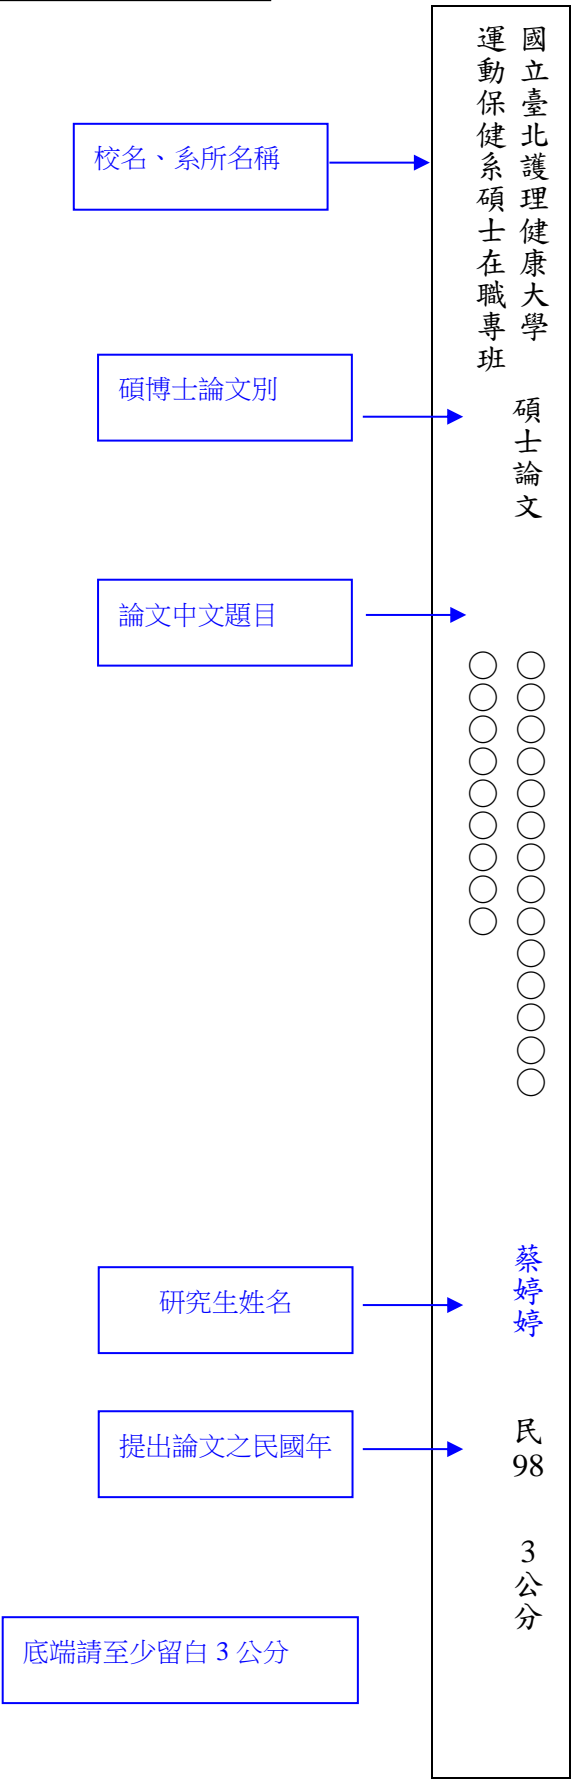 校名、系所名稱
國立臺北護理健康大學
運動保健系碩士在職專班
碩博士論文別
碩士論文
論文中文題目
○○○○○○○○○○○○○○
○○○○○○○○○
研究生姓名
蔡婷婷
提出論文之民國年
民98
3公分
底端請至少留白 3 公分